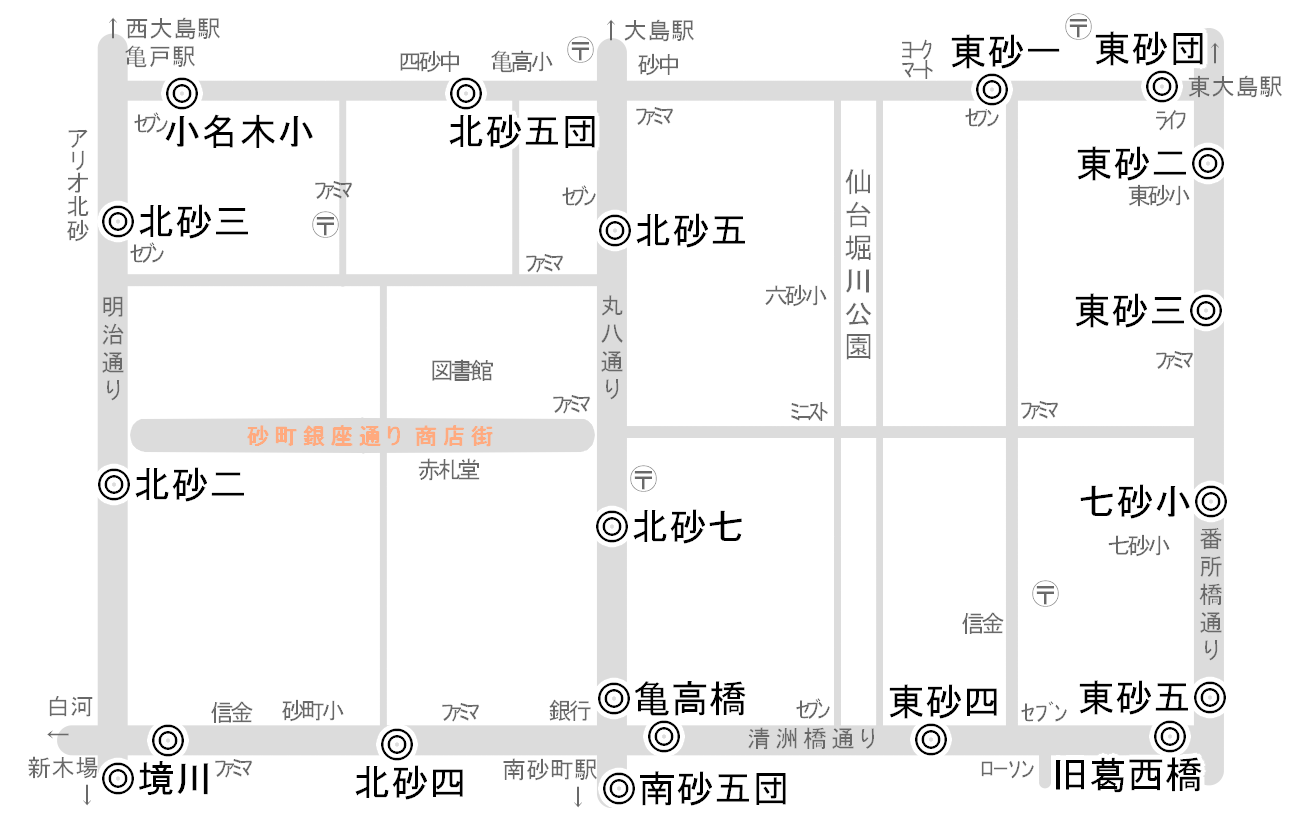 ↑西大島駅
亀戸駅
四砂中
亀高小
〒
↑大島駅
砂中
ヨーク
マート
東砂一
〒
東砂団
↑
東大島駅
セブン
小名木小
北砂五団
ファミマ
セブン
ライフ
アリオ北砂
東砂二
東砂小
ファミマ
〒
セブン
仙台堀川公園
北砂三
セブン
北砂五
ファミマ
六砂小
東砂三
明治通り
丸八通り
図書館
ファミマ
ファミマ
ミニスト
ファミマ
砂町銀座通り 商店街
赤札堂
北砂二
〒
北砂七
七砂小
七砂小
番所橋通り
〒
信金
白河
←
信金
砂町小
ファミマ
銀行
亀高橋
セブン
東砂四
セブン
東砂五
清洲橋通り
新木場
↓
境川
ファミマ
北砂四
南砂町駅
↓
南砂五団
ローソン
旧葛西橋